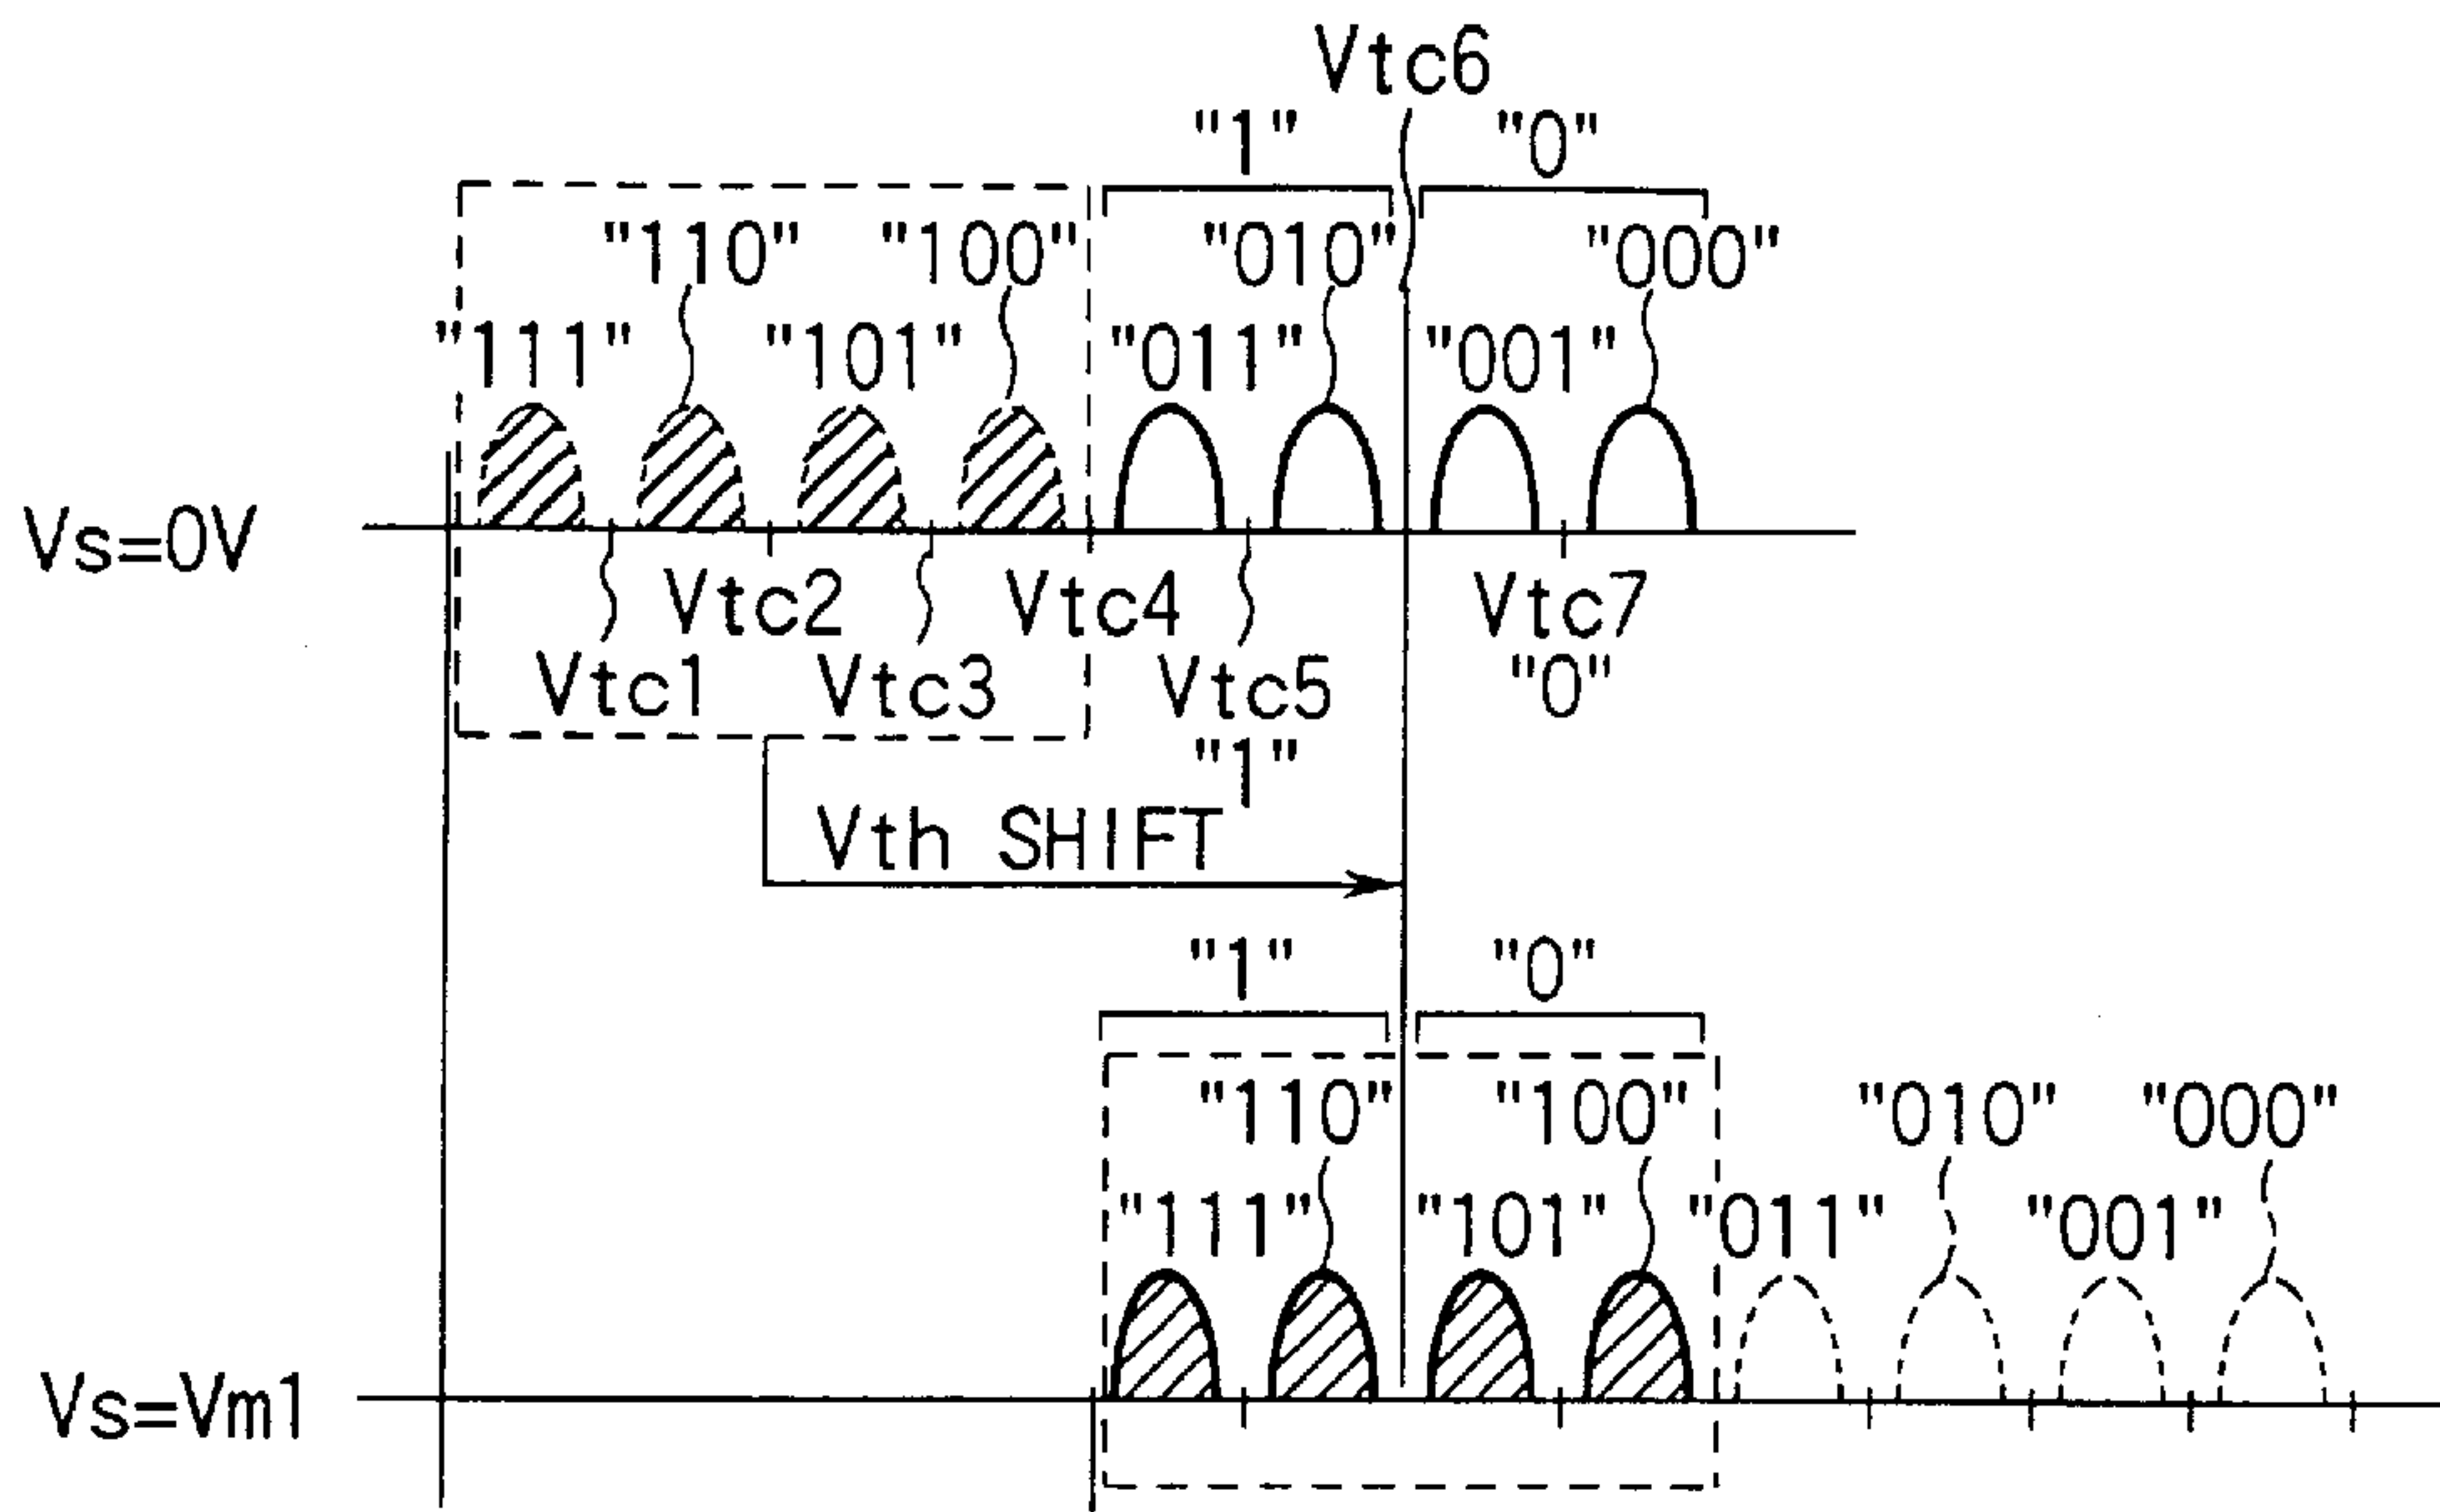 Vtc6
"1" "0"
"110" "100" "010" "000"
"111" "101" "011" "001"
Vs=0V
Vtc2 Vtc4 Vtc7
Vtc1 Vtc3 Vtc5 "0"
"1"
Vth SHIFT
"1" "0"
"110" "100" "010" "000"
"111" "101" "011" "001"
Vs=Vm1